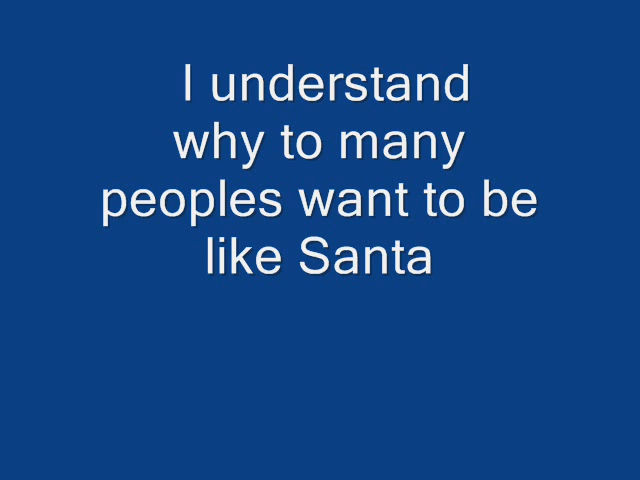 I understand
why to many
peoples want to be
like Santa